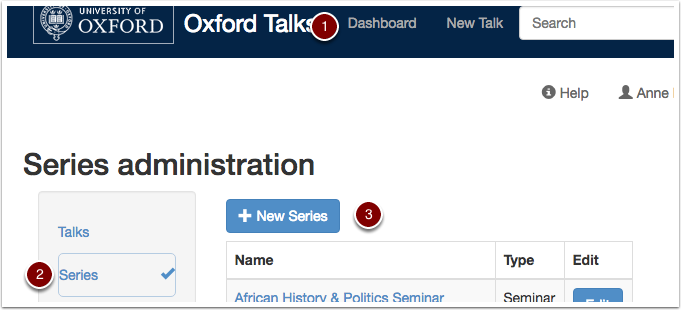 UNIVERSITY OF
OXFORD
Oxford Talks
1
Dashboard
New Talk
Search
Help
Anne
Series administration
Talks
2
Series
New Series
3
Name Type Edit
African History & Politics Seminar Seminar Edit